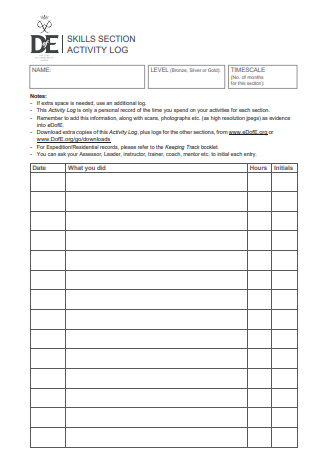 DE
SKILLS SECTION
ACTIVITY LOG
NAME:
LEVEL (Bronze, Silver or Gold):
TIMESCALE
(No. of months
for this section):
Notes:
- If extra space is needed, use an additional log.
- This Activity Log is only a personal record of the time you spend on your activities for each section.
- Remember to add this information, along with scans, photographs etc. (as high resolution jpegs) as evidence
into eDofE.
- Download extra copies of this Activity Log, plus logs for the other sections, from www.eDofE.org or
www.DofE.org/go/downloads
- For Expedition/Residential records, please refer to the Keeping Track booklet.
- You can ask your Assessor, Leader, instructor, trainer, coach, mentor etc. to initial each entry.
Date What you did Hours Initials